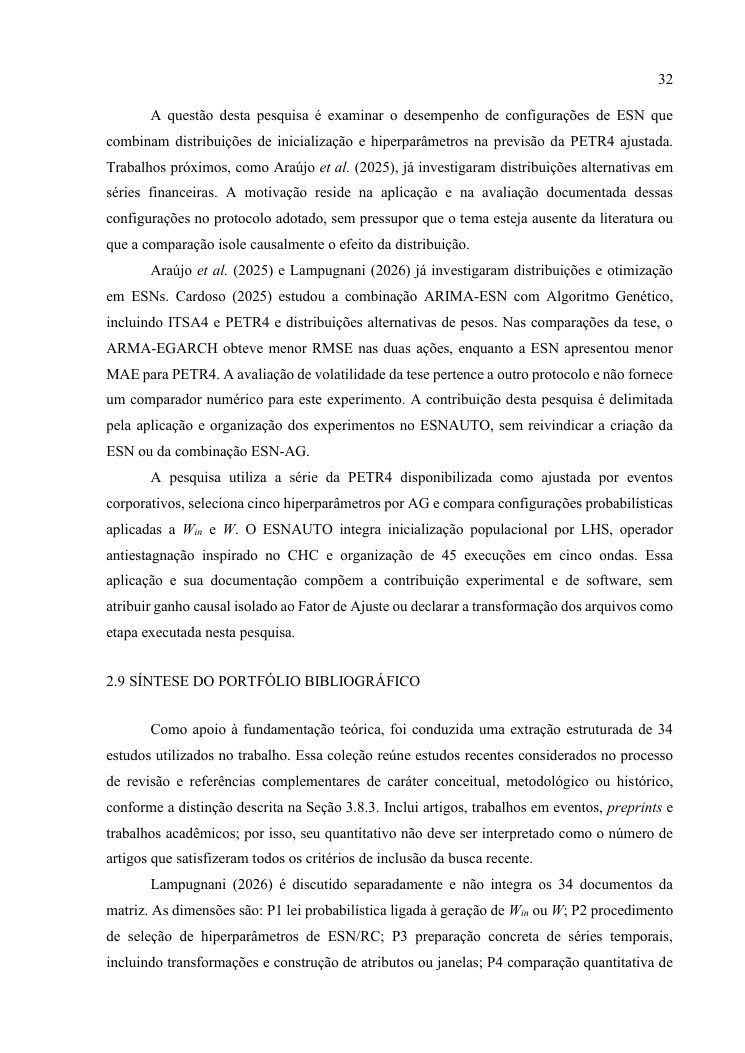 32
A questão desta pesquisa é examinar o desempenho de configurações de ESN que
combinam distribuições de inicialização e hiperparâmetros na previsão da PETR4 ajustada.
Trabalhos próximos, como Araújo et al. (2025), já investigaram distribuições alternativas em
séries financeiras. A motivação reside na aplicação e na avaliação documentada dessas
configurações no protocolo adotado, sem pressupor que o tema esteja ausente da literatura ou
que a comparação isole causalmente o efeito da distribuição.
Araújo et al. (2025) e Lampugnani (2026) já investigaram distribuições e otimização
em ESNs. Cardoso (2025) estudou a combinação ARIMA-ESN com Algoritmo Genético,
incluindo ITSA4 e PETR4 e distribuições alternativas de pesos. Nas comparações da tese, o
ARMA-EGARCH obteve menor RMSE nas duas ações, enquanto a ESN apresentou menor
MAE para PETR4. A avaliação de volatilidade da tese pertence a outro protocolo e não fornece
um comparador numérico para este experimento. A contribuição desta pesquisa é delimitada
pela aplicação e organização dos experimentos no ESNAUTO, sem reivindicar a criação da
ESN ou da combinação ESN-AG.
A pesquisa utiliza a série da PETR4 disponibilizada como ajustada por eventos
corporativos, seleciona cinco hiperparâmetros por AG e compara configurações probabilísticas
aplicadas a Win e W. O ESNAUTO integra inicialização populacional por LHS, operador
antiestagnação inspirado no CHC e organização de 45 execuções em cinco ondas. Essa
aplicação e sua documentação compõem a contribuição experimental e de software, sem
atribuir ganho causal isolado ao Fator de Ajuste ou declarar a transformação dos arquivos como
etapa executada nesta pesquisa.
2.9 SÍNTESE DO PORTFÓLIO BIBLIOGRÁFICO
Como apoio à fundamentação teórica, foi conduzida uma extração estruturada de 34
estudos utilizados no trabalho. Essa coleção reúne estudos recentes considerados no processo
de revisão e referências complementares de caráter conceitual, metodológico ou histórico,
conforme a distinção descrita na Seção 3.8.3. Inclui artigos, trabalhos em eventos, preprints e
trabalhos acadêmicos; por isso, seu quantitativo não deve ser interpretado como o número de
artigos que satisfizeram todos os critérios de inclusão da busca recente.
Lampugnani (2026) é discutido separadamente e não integra os 34 documentos da
matriz. As dimensões são: P1 lei probabilística ligada à geração de Win ou W; P2 procedimento
de seleção de hiperparâmetros de ESN/RC; P3 preparação concreta de séries temporais,
incluindo transformações e construção de atributos ou janelas; P4 comparação quantitativa de